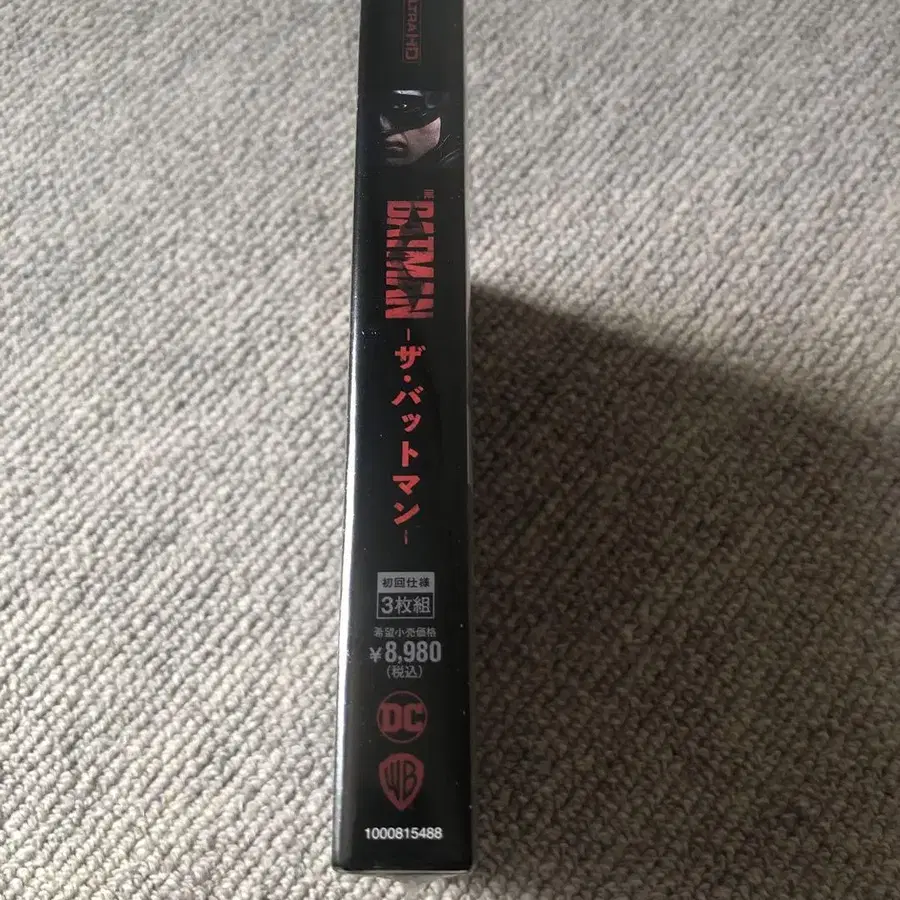 ULTRA HD
THE
BATMAN
-ザ・バットマン-
初回仕様
3枚組
希望小売価格
¥8,980
(税込)
DC
WB
1000815488